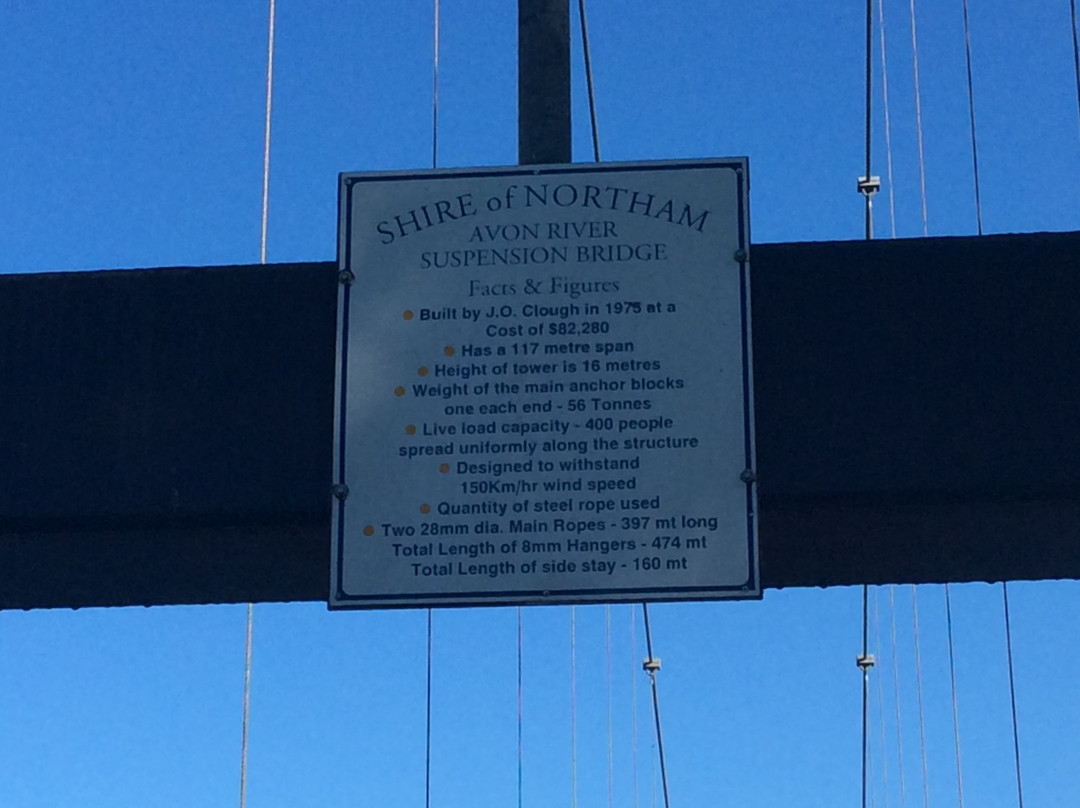 SHIRE of NORTHAM
AVON RIVER
SUSPENSION BRIDGE
Facts & Figures
Built by J.O. Clough in 1975 at a
Cost of $82,280
Has a 117 metre span
Height of tower is 16 metres
Weight of the main anchor blocks
one each end - 56 Tonnes
Live load capacity - 400 people
spread uniformly along the structure
Designed to withstand
150Km/hr wind speed
Quantity of steel rope used
Two 28mm dia. Main Ropes - 397 mt long
Total Length of 8mm Hangers - 474 mt
Total Length of side stay - 160 mt